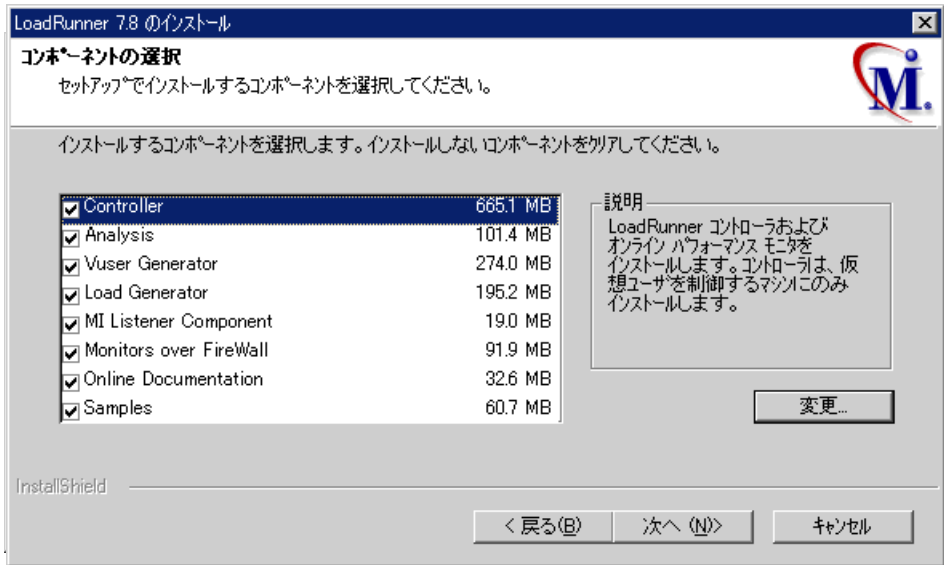 LoadRunner 7.8 のインストール
コンポーネントの選択
セットアップでインストールするコンポーネントを選択してください。
M.
インストールするコンポーネントを選択します。インストールしないコンポーネントをクリアしてください。
Controller 665.1 MB
Analysis 101.4 MB
Vuser Generator 274.0 MB
Load Generator 195.2 MB
MI Listener Component 19.0 MB
Monitors over FireWall 91.9 MB
Online Documentation 32.6 MB
Samples 60.7 MB
説明
LoadRunner コントローラおよび
オンライン パフォーマンス モニタを
インストールします。コントローラは、仮
想ユーザを制御するマシンにのみ
インストールします。
変更...
InstallShield
< 戻る(B)
次へ (N)>
キャンセル